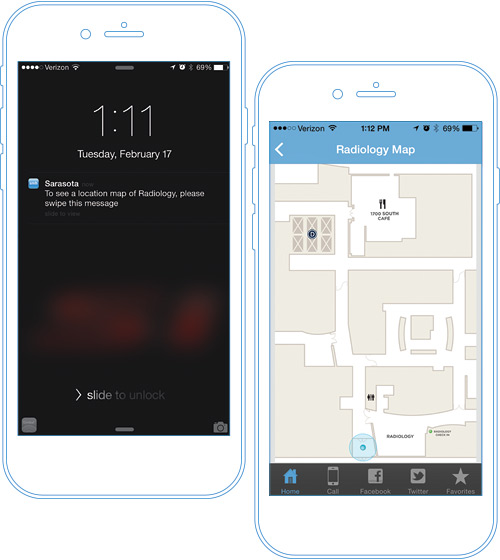 Verizon 69%
1:11
Tuesday, February 17
Sarasota now
To see a location map of Radiology, please
swipe this message
slide to view
slide to unlock
Verizon 1:12 PM 69%
Radiology Map
1700 SOUTH
CAFÉ
D
RADIOLOGY
RADIOLOGY
CHECK-IN
Home Call Facebook Twitter Favorites